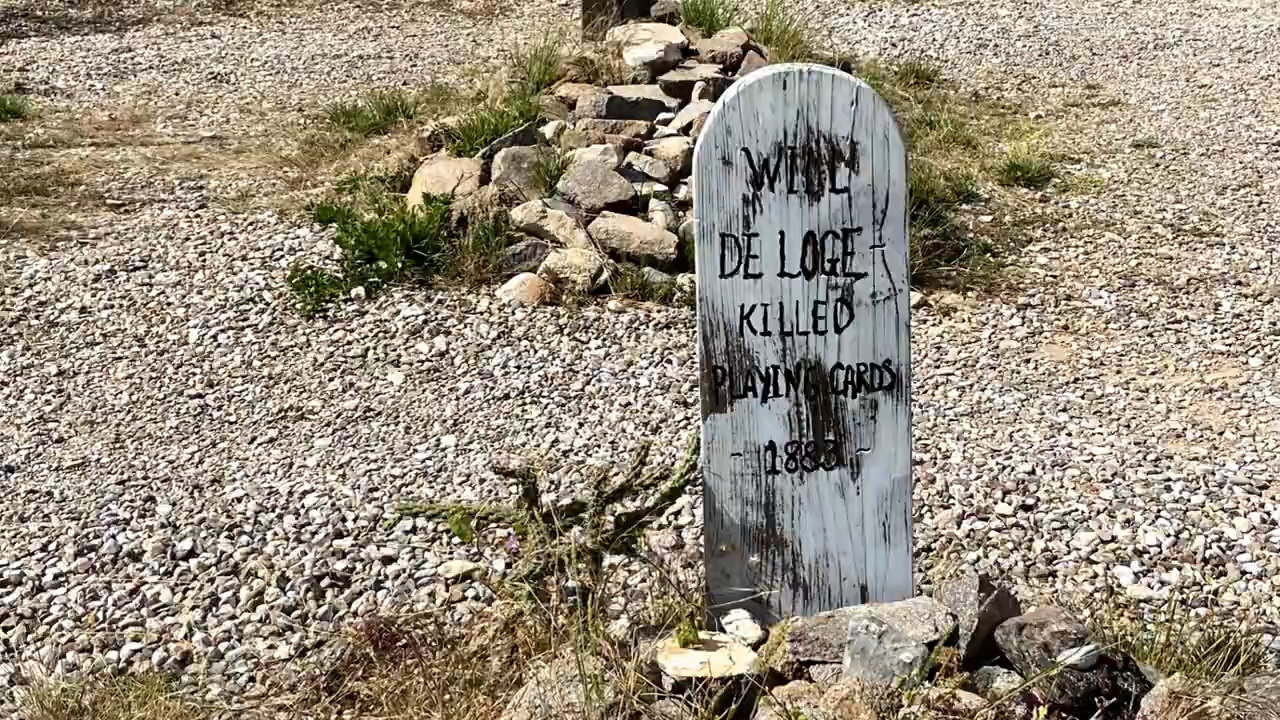 WILL
DE LOGE-
KILLED
PLAYING CARDS
- 1883 -